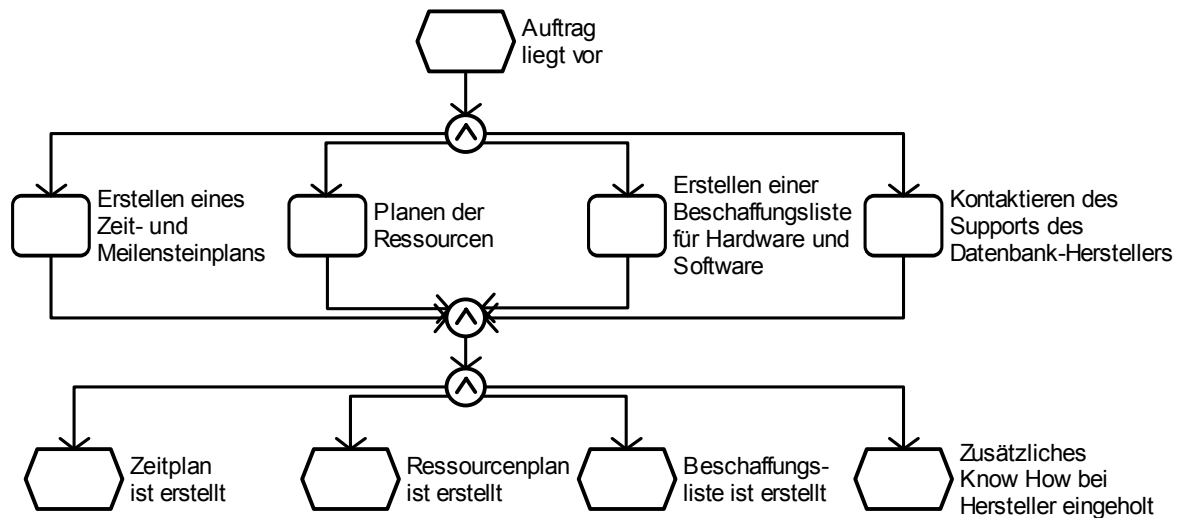 Auftrag
liegt vor
Erstellen eines
Zeit- und
Meilensteinplans
Planen der
Ressourcen
Erstellen einer
Beschaffungsliste
für Hardware und
Software
Kontaktieren des
Supports des
Datenbank-Herstellers
Zeitplan
ist erstellt
Ressourcenplan
ist erstellt
Beschaffungs-
liste ist erstellt
Zusätzliches
Know How bei
Hersteller eingeholt